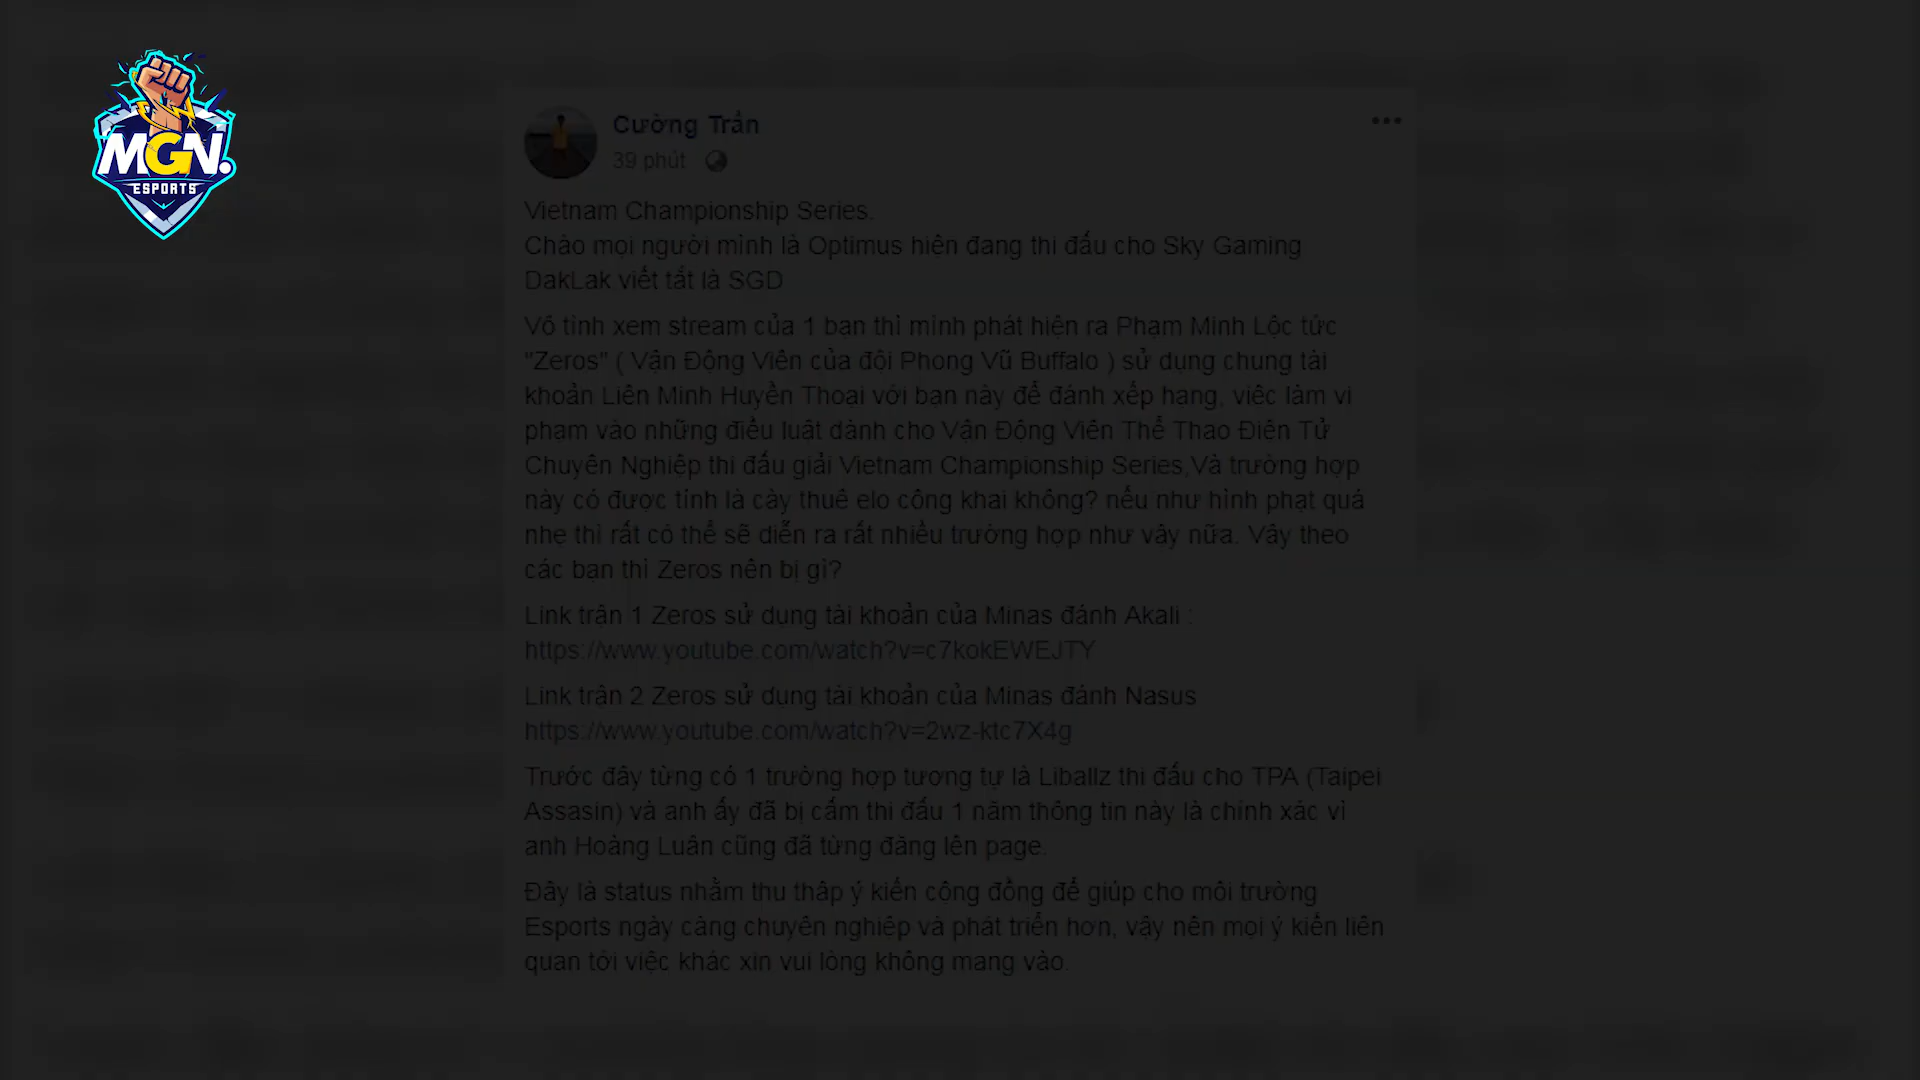 MGN.
ESPORTS
Cường Trần
39 phút
Vietnam Championship Series.
Chào mọi người mình là Optimus hiện đang thi đấu cho Sky Gaming
DakLak viết tắt là SGD
Vô tình xem stream của 1 bạn thì mình phát hiện ra Phạm Minh Lộc tức
"Zeros" ( Vận Động Viên của đội Phong Vũ Buffalo ) sử dụng chung tài
khoản Liên Minh Huyền Thoại với bạn này để đánh xếp hạng, việc làm vi
phạm vào những điều luật dành cho Vận Động Viên Thể Thao Điện Tử
Chuyên Nghiệp thi đấu giải Vietnam Championship Series,Và trường hợp
này có được tính là cày thuê elo công khai không? nếu như hình phạt quá
nhẹ thì rất có thể sẽ diễn ra rất nhiều trường hợp như vậy nữa. Vậy theo
các bạn thì Zeros nên bị gì?
Link trận 1 Zeros sử dụng tài khoản của Minas đánh Akali :
https://www.youtube.com/watch?v=c7kokEWEJTY
Link trận 2 Zeros sử dụng tài khoản của Minas đánh Nasus
https://www.youtube.com/watch?v=2wz-ktc7X4g
Trước đây từng có 1 trường hợp tương tự là Liballz thi đấu cho TPA (Taipei
Assasin) và anh ấy đã bị cấm thi đấu 1 năm thông tin này là chính xác vì
anh Hoàng Luân cũng đã từng đăng lên page.
Đây là status nhằm thu thập ý kiến cộng đồng để giúp cho môi trường
Esports ngày càng chuyên nghiệp và phát triển hơn, vậy nên mọi ý kiến liên
quan tới việc khác xin vui lòng không mang vào.